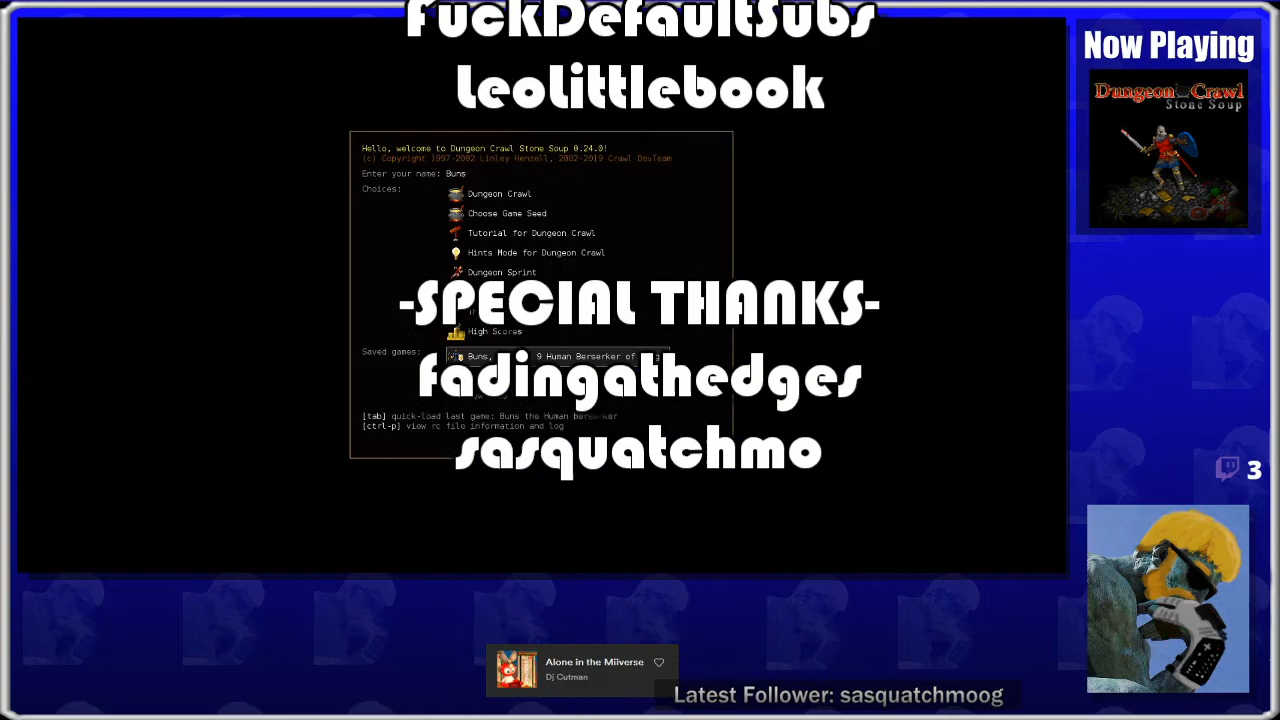 FuckDefaultSubs
LeoLittlebook
Now Playing
Dungeon Crawl
Stone Soup
Hello, welcome to Dungeon Crawl Stone Soup 0.24.0!
(c) Copyright 1997-2002 Linley Henzell, 2002-2019 Crawl DevTeam
Enter your name: Buns
Choices:
Dungeon Crawl
Choose Game Seed
Tutorial for Dungeon Crawl
Hints Mode for Dungeon Crawl
Dungeon Sprint
-SPECIAL THANKS-
High Scores
Saved games:
Buns, 9 Human Berserker of
fadingathedges
[tab] quick-load last game: Buns the Human Berserker
[ctrl-p] view rc file information and log
sasquatchmo
3
Alone in the Miiverse
Dj Cutman
Latest Follower: sasquatchmoog